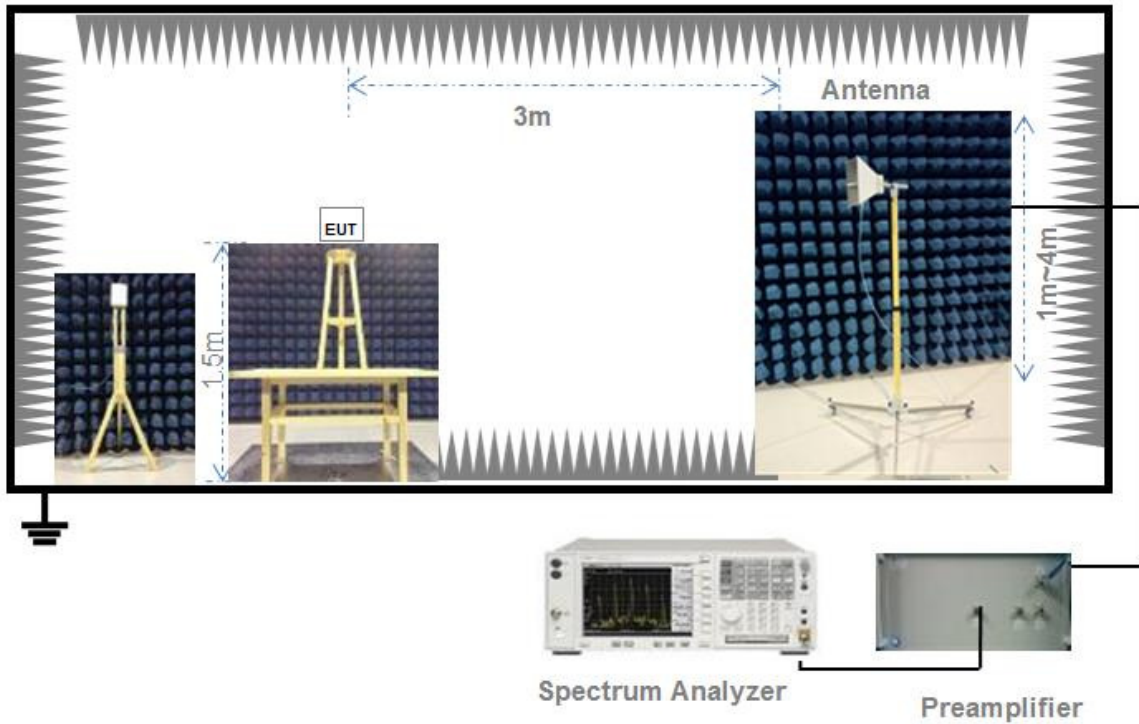 Antenna
3m
EUT
1m~4m
1.5m
Spectrum Analyzer
Preamplifier